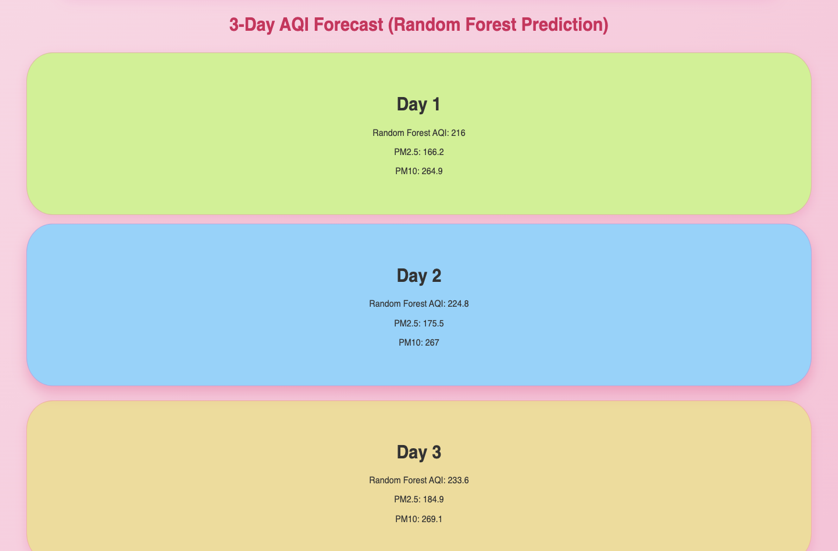 3-Day AQI Forecast (Random Forest Prediction)
Day 1
Random Forest AQI: 216
PM2.5: 166.2
PM10: 264.9
Day 2
Random Forest AQI: 224.8
PM2.5: 175.5
PM10: 267
Day 3
Random Forest AQI: 233.6
PM2.5: 184.9
PM10: 269.1